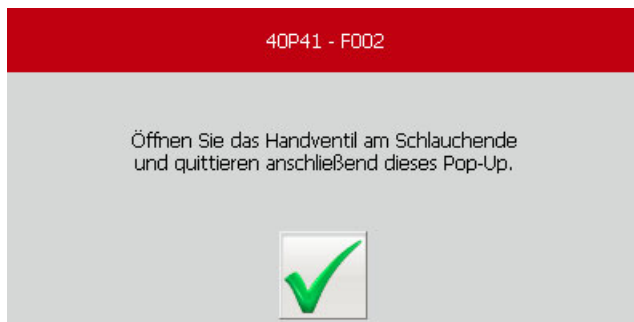 40P41 - F002
Öffnen Sie das Handventil am Schlauchende
und quittieren anschließend dieses Pop-Up.